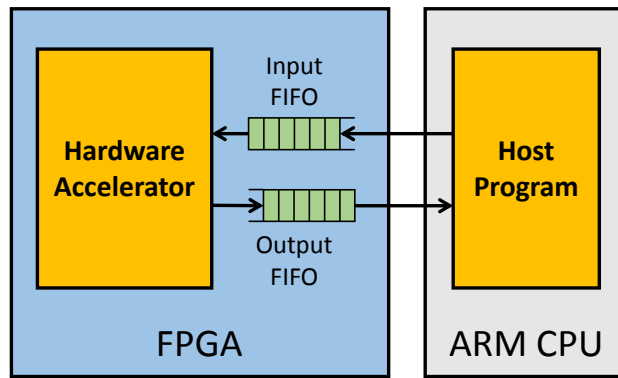 Input
FIFO
Hardware
Accelerator
Host
Program
Output
FIFO
FPGA
ARM CPU